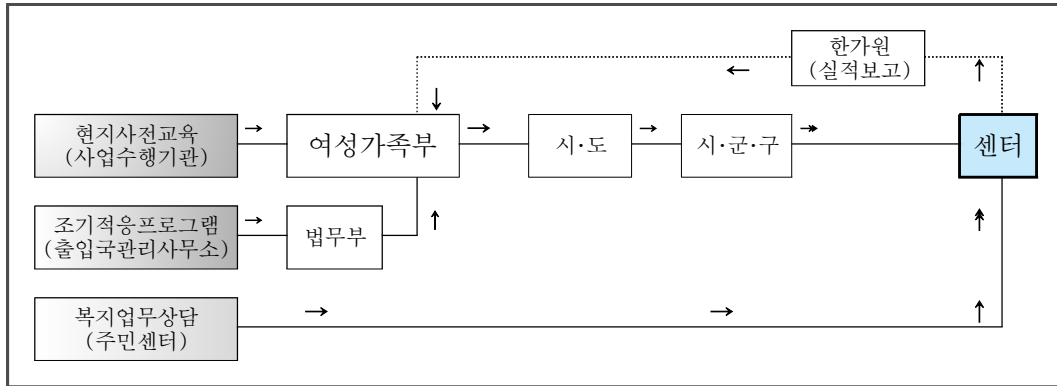 한가원
(실적보고)
현지사전교육
(사업수행기관)
여성가족부
시·도
시·군·구
센터
조기적응프로그램
(출입국관리사무소)
법무부
복지업무상담
(주민센터)